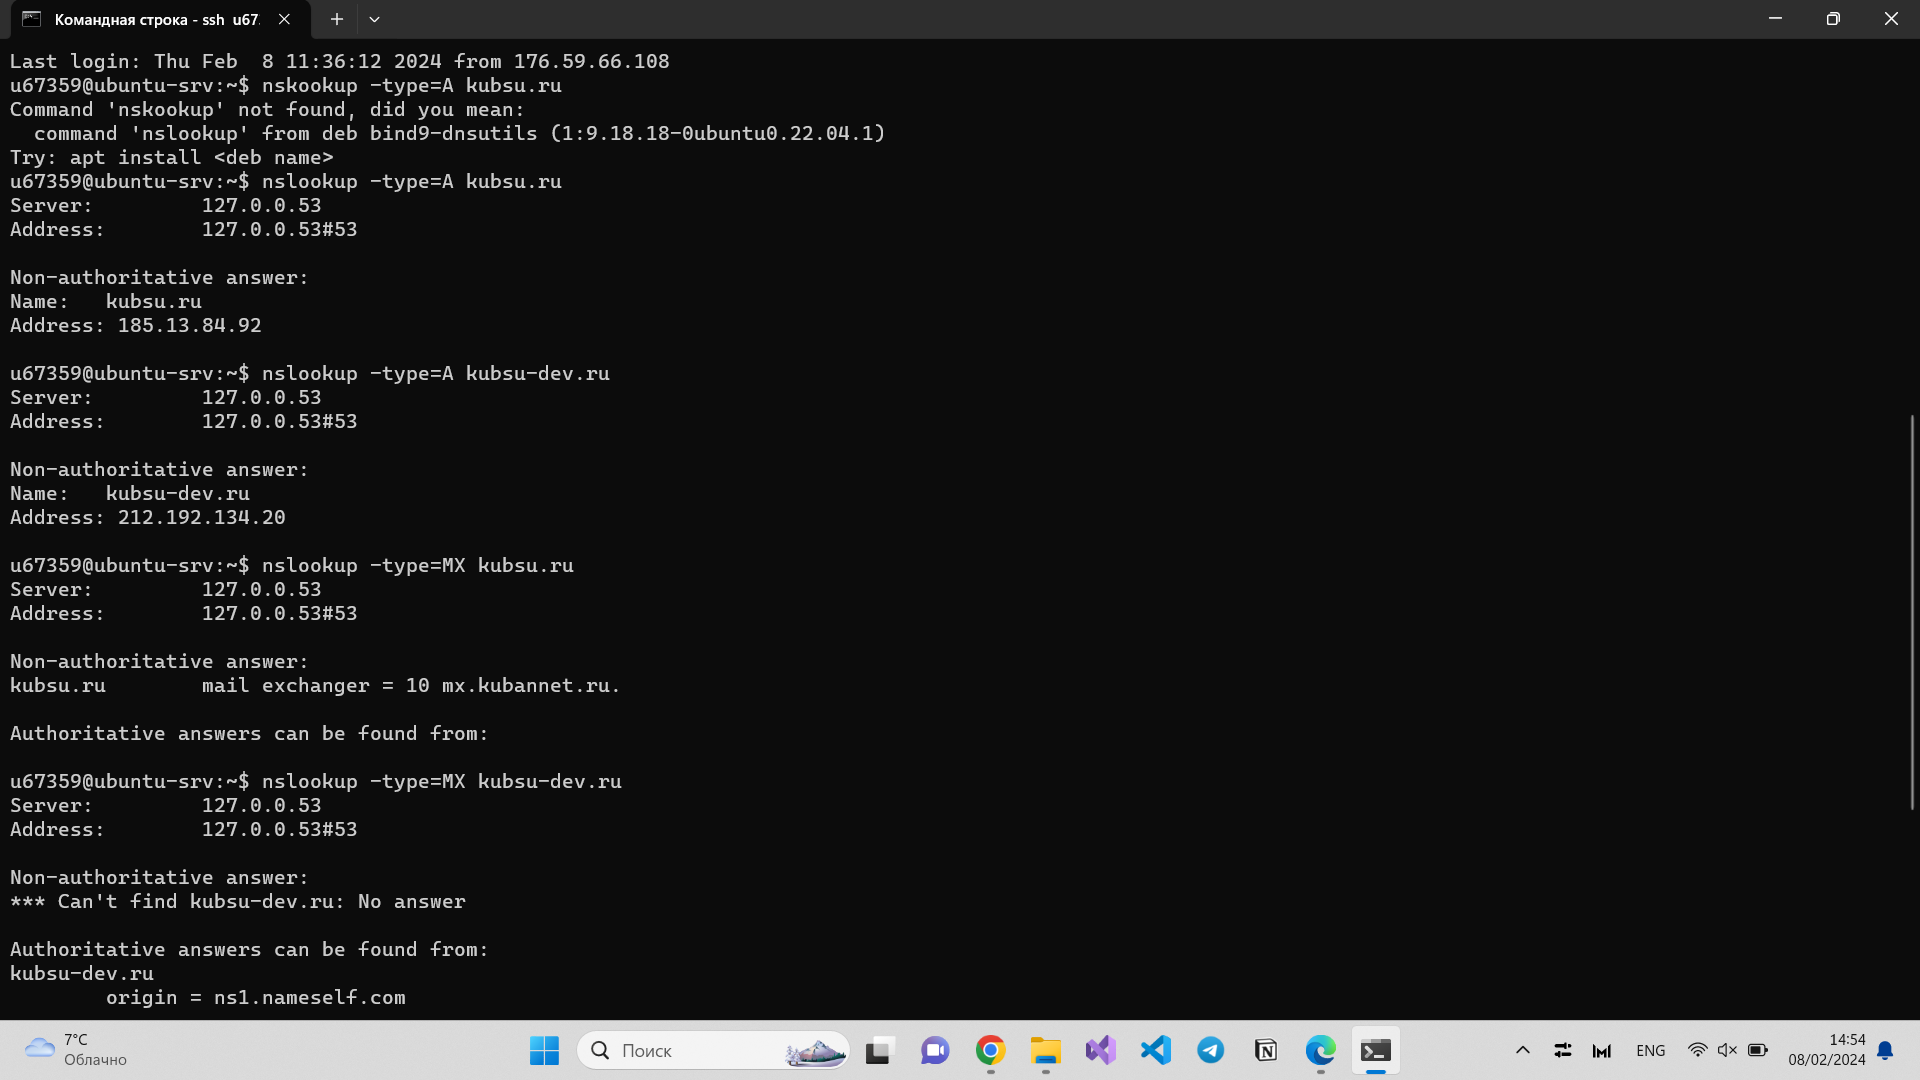 Командная строка - ssh u67
Last login: Thu Feb  8 11:36:12 2024 from 176.59.66.108
u67359@ubuntu-srv:~$ nskookup -type=A kubsu.ru
Command 'nskookup' not found, did you mean:
  command 'nslookup' from deb bind9-dnsutils (1:9.18.18-0ubuntu0.22.04.1)
Try: apt install <deb name>
u67359@ubuntu-srv:~$ nslookup -type=A kubsu.ru
Server:         127.0.0.53
Address:        127.0.0.53#53

Non-authoritative answer:
Name:   kubsu.ru
Address: 185.13.84.92

u67359@ubuntu-srv:~$ nslookup -type=A kubsu-dev.ru
Server:         127.0.0.53
Address:        127.0.0.53#53

Non-authoritative answer:
Name:   kubsu-dev.ru
Address: 212.192.134.20

u67359@ubuntu-srv:~$ nslookup -type=MX kubsu.ru
Server:         127.0.0.53
Address:        127.0.0.53#53

Non-authoritative answer:
kubsu.ru        mail exchanger = 10 mx.kubannet.ru.

Authoritative answers can be found from:

u67359@ubuntu-srv:~$ nslookup -type=MX kubsu-dev.ru
Server:         127.0.0.53
Address:        127.0.0.53#53

Non-authoritative answer:
*** Can't find kubsu-dev.ru: No answer

Authoritative answers can be found from:
kubsu-dev.ru
        origin = ns1.nameself.com
7°C
Облачно
Поиск
ENG
14:54
08/02/2024